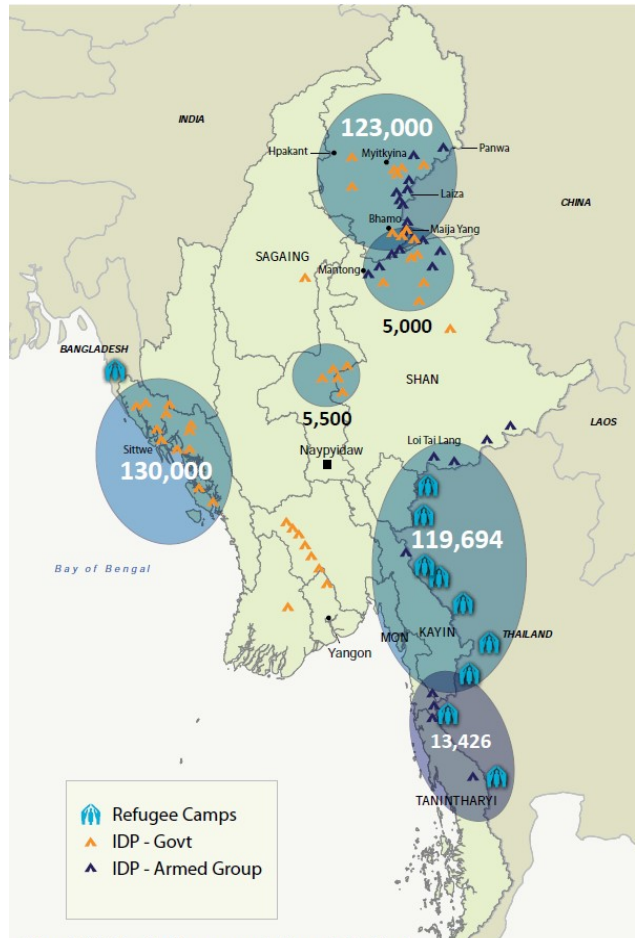 123,000
INDIA
Hpakant
Myitkyina
Panwa
Laiza
CHINA
Bhamo
Maija Yang
SAGAING
Mantong
5,000
BANGLADESH
SHAN
5,500
LAOS
Loi Tai Lang
Sittwe
Naypyidaw
130,000
119,694
Bay of Bengal
KAYIN
MON
THAILAND
Yangon
13,426
TANINTHARYI
Refugee Camps
IDP - Govt
IDP - Armed Group